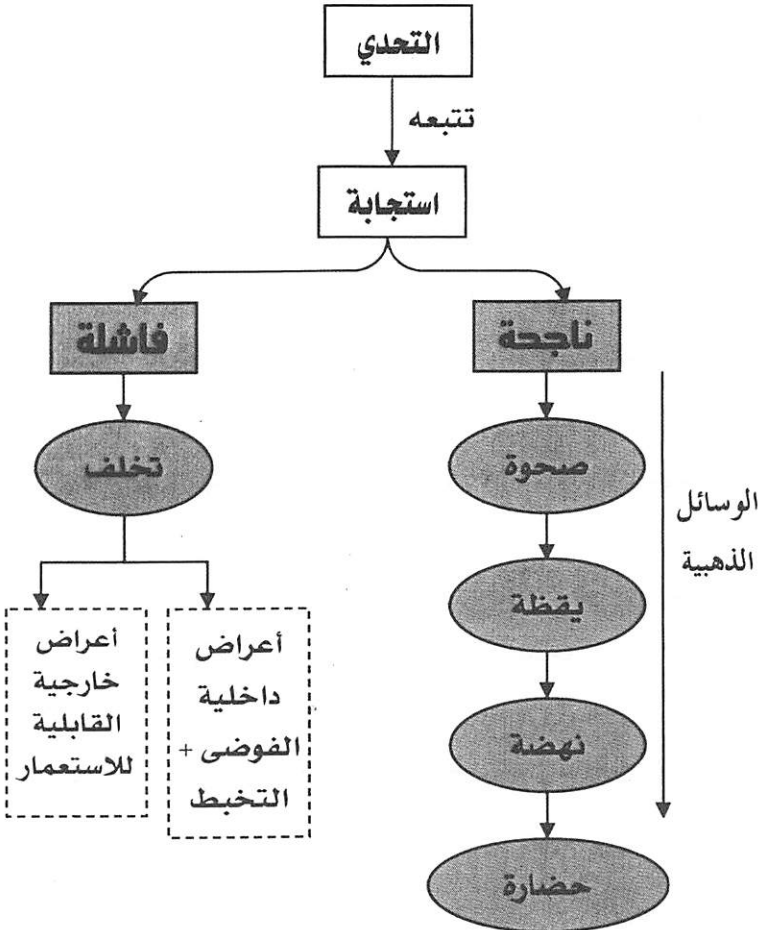 التحدي
تتبعه
استجابة
ناجحة
فاشلة
صحوة
تخلف
الوسائل
الذهبية
يقظة
أعراض
داخلية
الفوضى +
التخبط
أعراض
خارجية
القابلية
للاستعمار
نهضة
حضارة